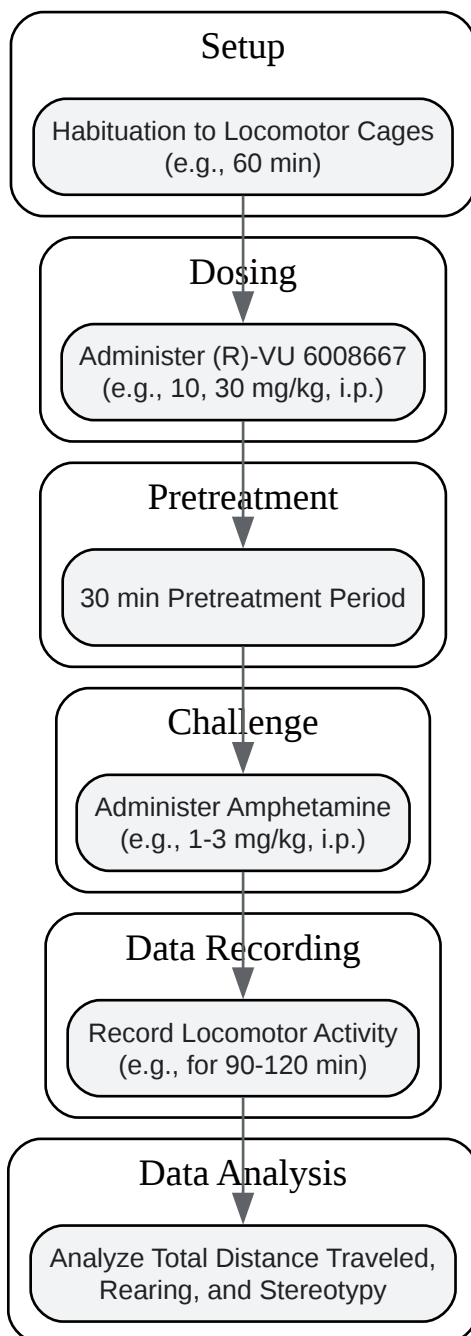 Setup
Habituation to Locomotor Cages
(e.g., 60 min)
Dosing
Administer (R)-VU 6008667
(e.g., 10, 30 mg/kg, i.p.)
Pretreatment
30 min Pretreatment Period
Challenge
Administer Amphetamine
(e.g., 1-3 mg/kg, i.p.)
Data Recording
Record Locomotor Activity
(e.g., for 90-120 min)
Data Analysis
Analyze Total Distance Traveled,
Rearing, and Stereotypy